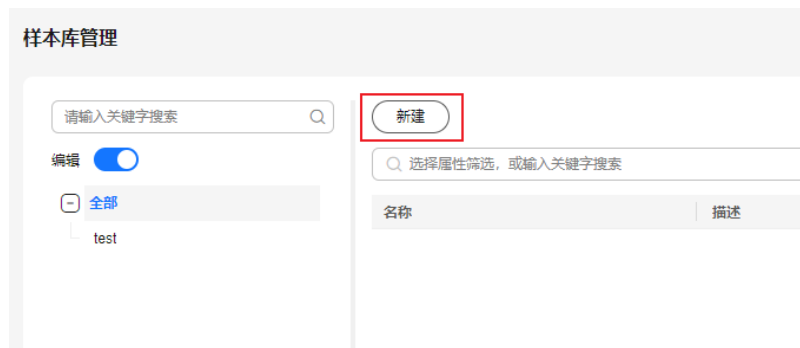 样本库管理
请输入关键字搜索
新建
编辑
选择属性筛选，或输入关键字搜索
全部
名称 描述
test